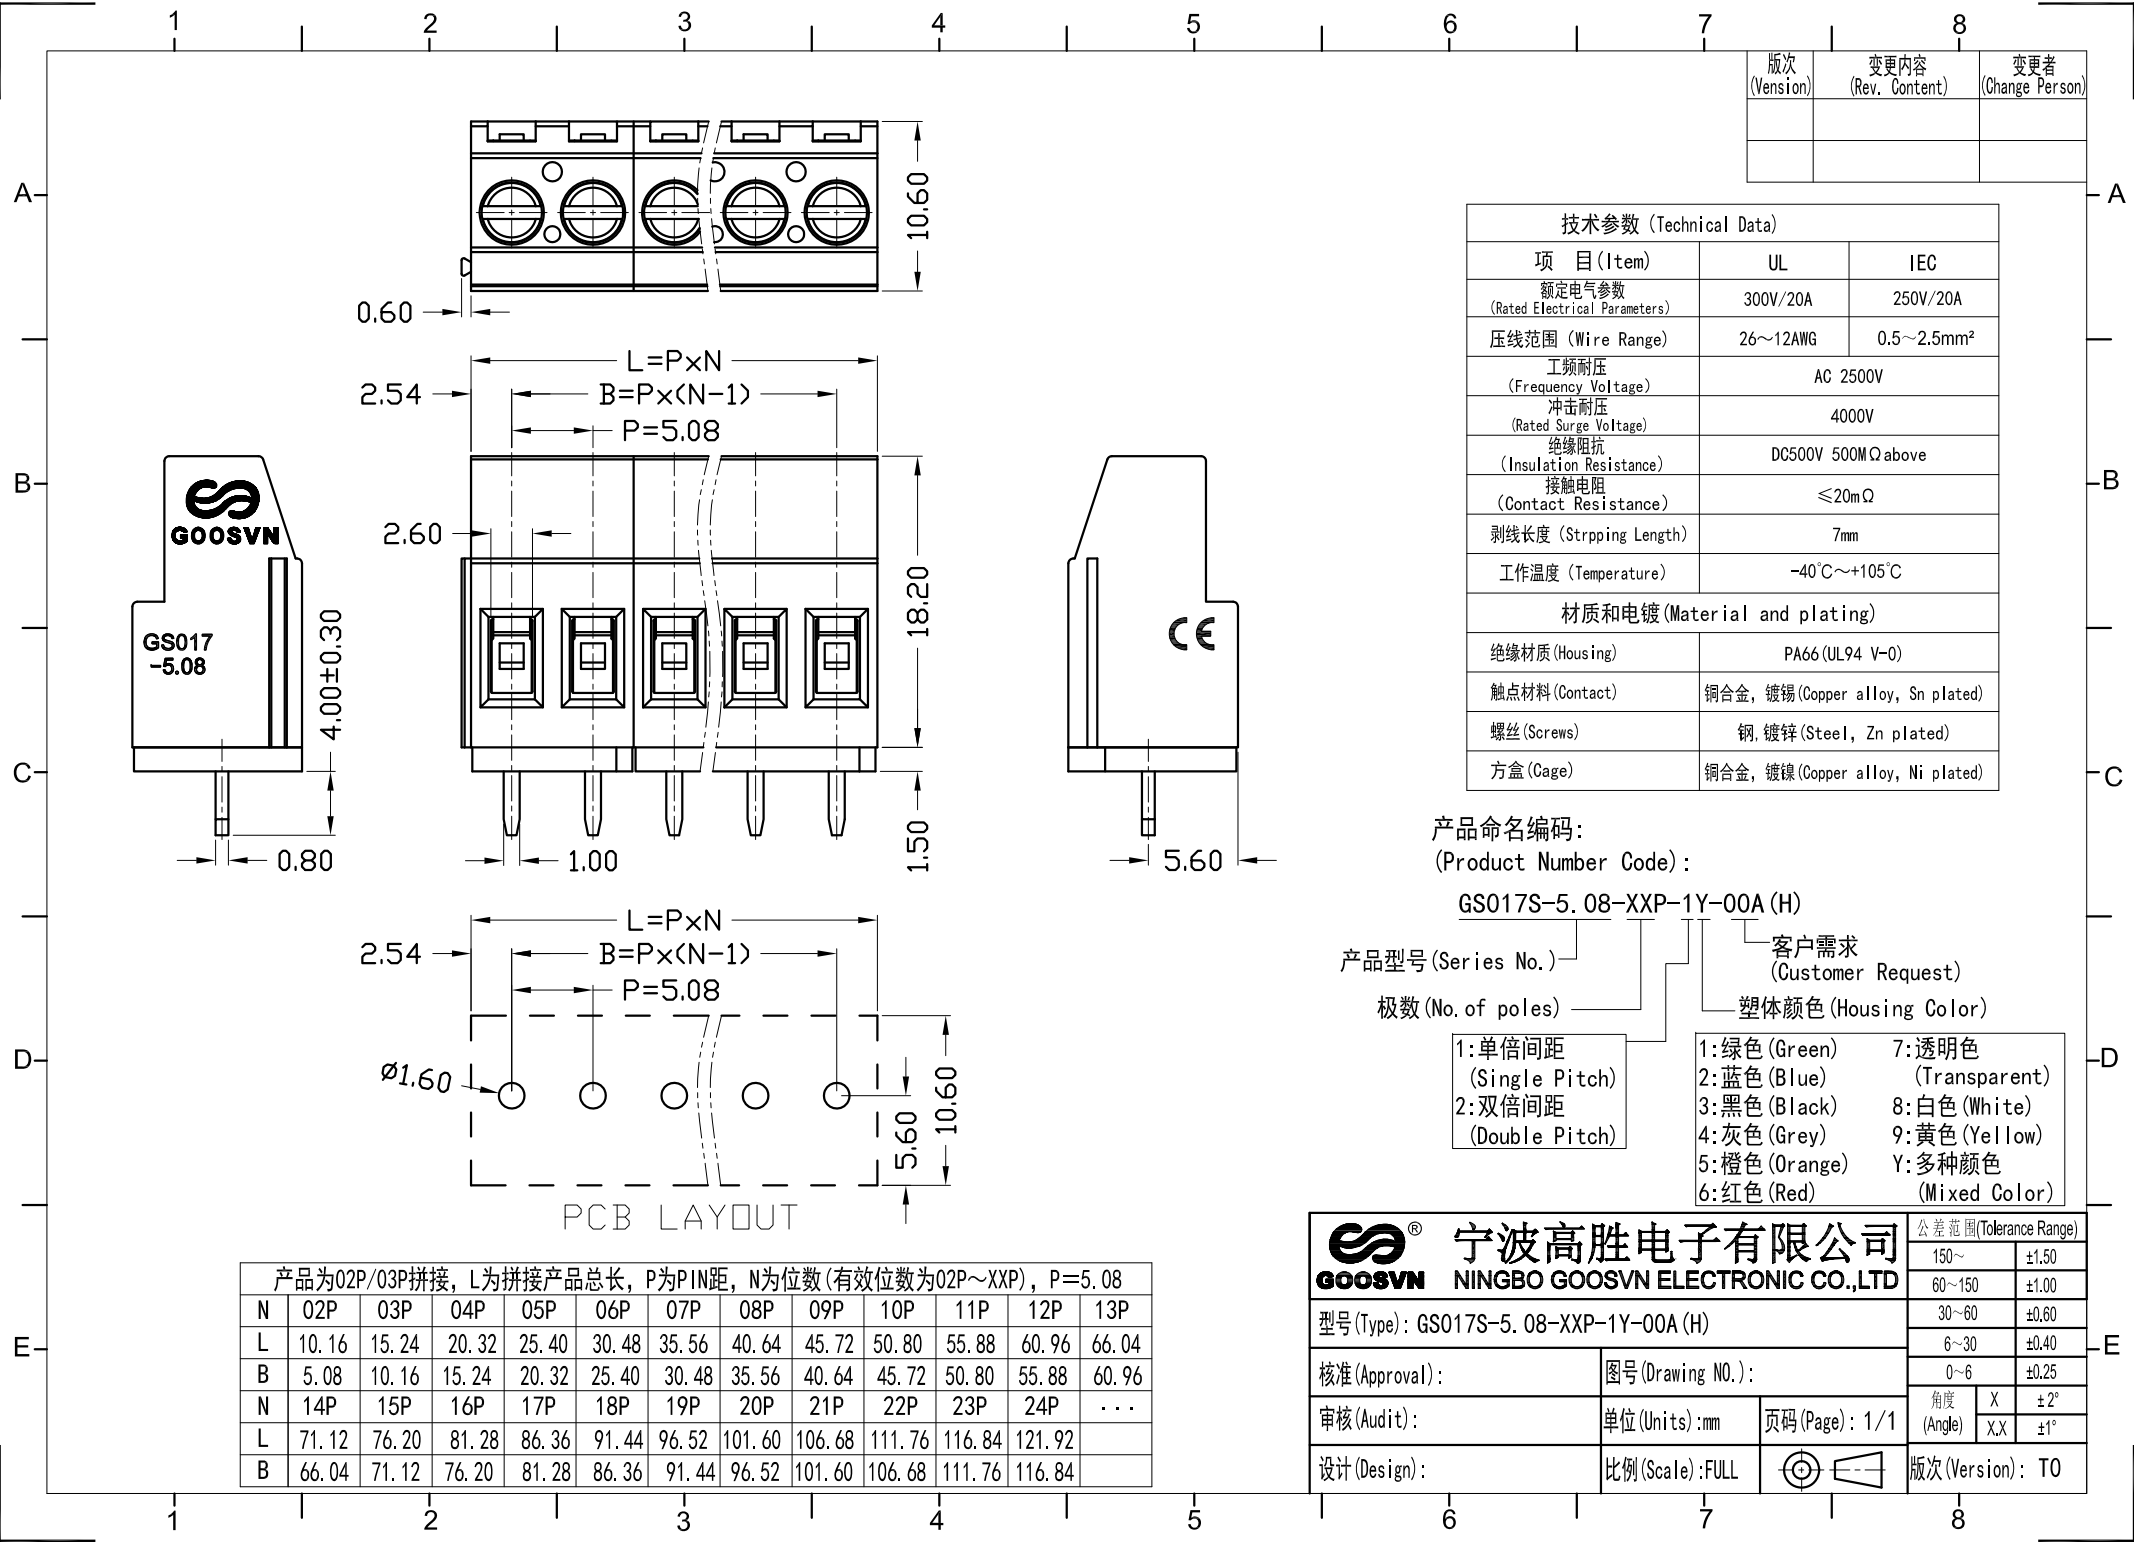 1 2 3 4 5 6 7 8
A
B
C
D
E
A
B
C
D
E
1 2 3 4 5 6 7 8
版次 变更内容 变更者
(Vension) (Rev. Content) (Change Person)
10.60
0.60
L=P×N
2.54
B=P×(N-1)
P=5.08
2.60
18.20
1.50
1.00
GOOSVN
GS017
-5.08
4.00±0.30
0.80
CE
5.60
L=P×N
2.54
B=P×(N-1)
P=5.08
Ø1.60
5.60
10.60
PCB LAYOUT
技术参数 (Technical Data)
项 目(Item) UL IEC
额定电气参数
(Rated Electrical Parameters) 300V/20A 250V/20A
压线范围 (Wire Range) 26～12AWG 0.5～2.5mm²
工频耐压
(Frequency Voltage) AC 2500V
冲击耐压
(Rated Surge Voltage) 4000V
绝缘阻抗
(Insulation Resistance) DC500V 500MΩabove
接触电阻
(Contact Resistance) ≤20mΩ
剥线长度 (Strpping Length) 7mm
工作温度 (Temperature) -40℃～+105℃
材质和电镀(Material and plating)
绝缘材质(Housing) PA66(UL94 V-0)
触点材料(Contact) 铜合金, 镀锡(Copper alloy, Sn plated)
螺丝(Screws) 钢,镀锌(Steel, Zn plated)
方盒(Cage) 铜合金, 镀镍(Copper alloy, Ni plated)
产品命名编码:
(Product Number Code):
GS017S-5.08-XXP-1Y-00A(H)
产品型号(Series No.)
客户需求
(Customer Request)
极数(No.of poles)
塑体颜色(Housing Color)
1:单倍间距
(Single Pitch)
2:双倍间距
(Double Pitch)
1:绿色(Green)
2:蓝色(Blue)
3:黑色(Black)
4:灰色(Grey)
5:橙色(Orange)
6:红色(Red)
7:透明色
(Transparent)
8:白色(White)
9:黄色(Yellow)
Y:多种颜色
(Mixed Color)
产品为02P/03P拼接, L为拼接产品总长, P为PIN距, N为位数(有效位数为02P～XXP), P=5.08
N 02P 03P 04P 05P 06P 07P 08P 09P 10P 11P 12P 13P
L 10.16 15.24 20.32 25.40 30.48 35.56 40.64 45.72 50.80 55.88 60.96 66.04
B 5.08 10.16 15.24 20.32 25.40 30.48 35.56 40.64 45.72 50.80 55.88 60.96
N 14P 15P 16P 17P 18P 19P 20P 21P 22P 23P 24P ···
L 71.12 76.20 81.28 86.36 91.44 96.52 101.60 106.68 111.76 116.84 121.92
B 66.04 71.12 76.20 81.28 86.36 91.44 96.52 101.60 106.68 111.76 116.84
GOOSVN ®
宁波高胜电子有限公司
NINGBO GOOSVN ELECTRONIC CO.,LTD
型号(Type): GS017S-5.08-XXP-1Y-00A(H)
核准(Approval): 图号(Drawing NO.):
审核(Audit): 单位(Units):mm 页码(Page): 1/1
设计(Design): 比例(Scale):FULL
公差范围(Tolerance Range)
150～ ±1.50
60～150 ±1.00
30～60 ±0.60
6～30 ±0.40
0～6 ±0.25
角度
(Angle)
X ±2°
X.X ±1°
版次(Version): T0